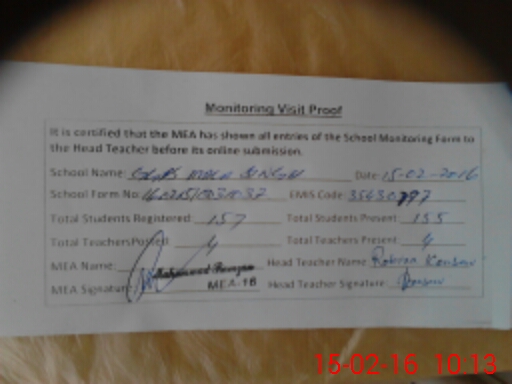 Monitoring Visit Proof
It is certified that the MEA has shown all entries of the School Monitoring Form to
the Head Teacher before its online submission.
School Name: GGPS Date: 15-02-2016
School Form No: EMIS Code: 35430797
Total Students Registered: 157 Total Students Present: 155
Total Teachers Posted: 4 Total Teachers Present: 4
MEA Name: Muhammad Head Teacher Name:
MEA Signature: MEA-16 Head Teacher Signature:
15-02-16 10:13